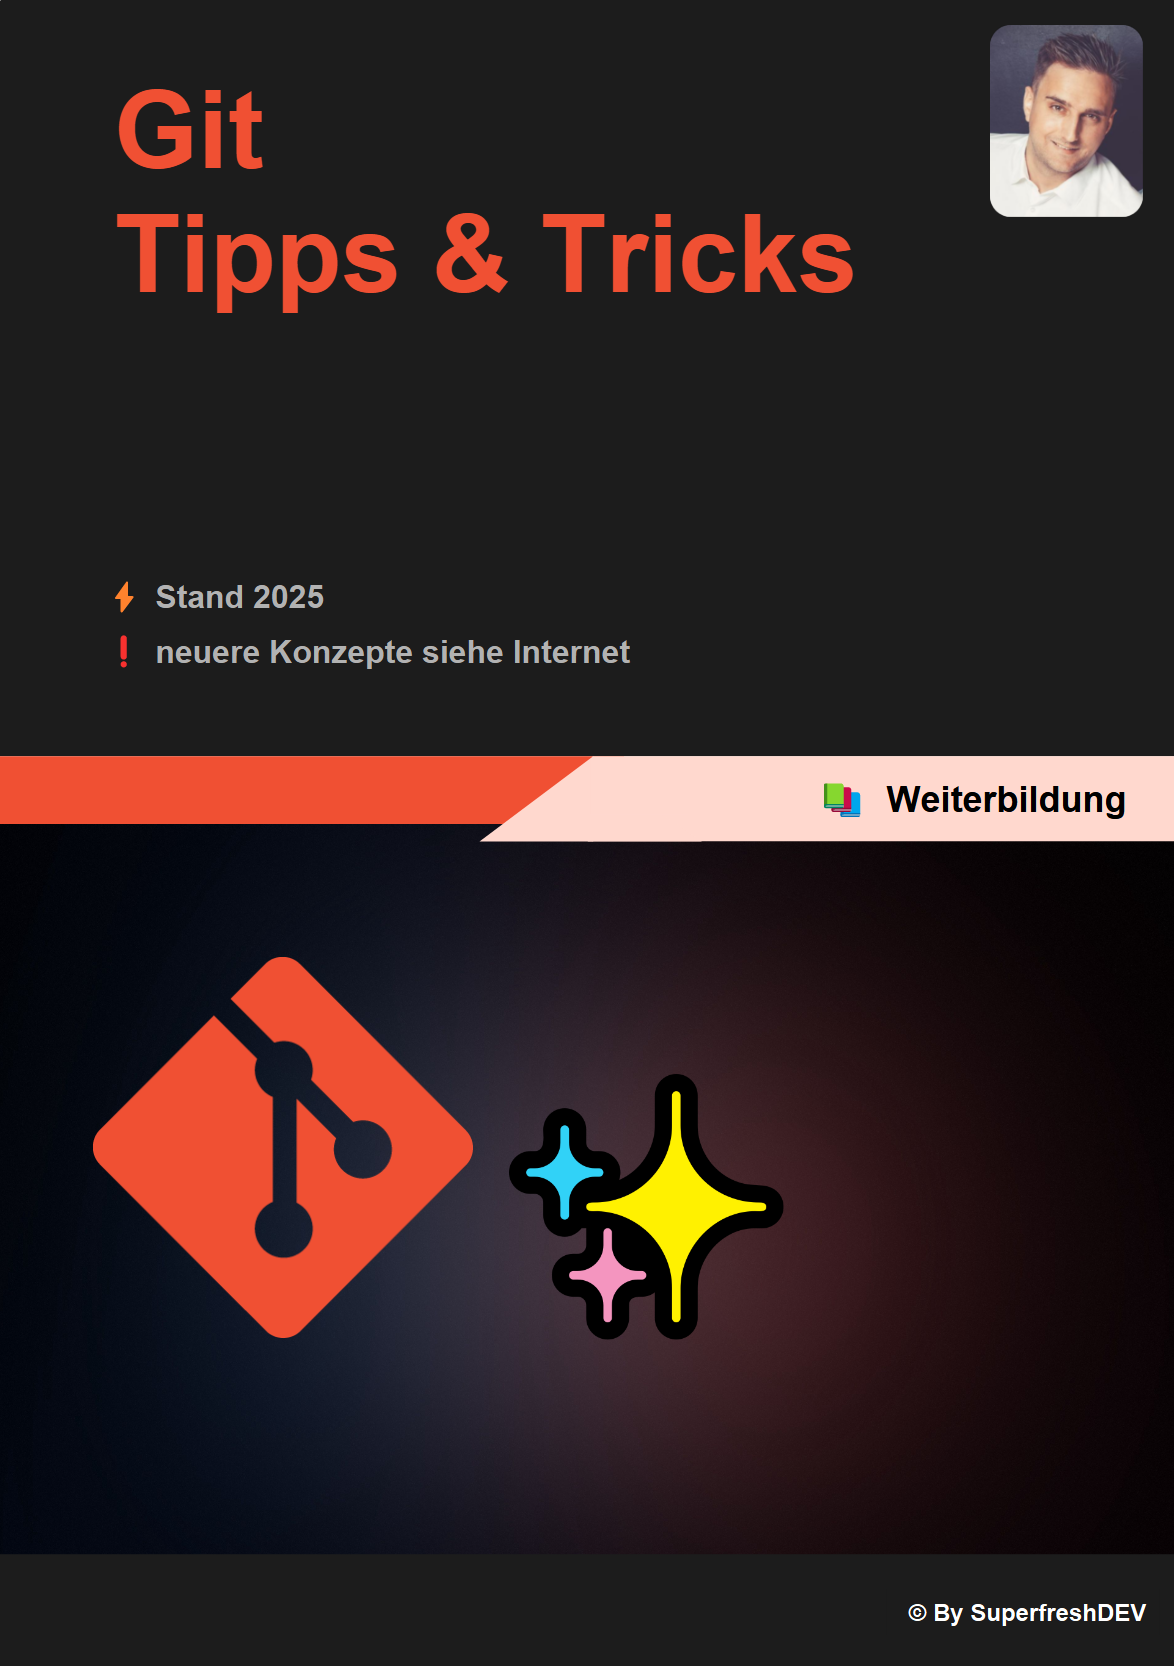 Git
Tipps & Tricks
Stand 2025
neuere Konzepte siehe Internet
Weiterbildung
© By SuperfreshDEV